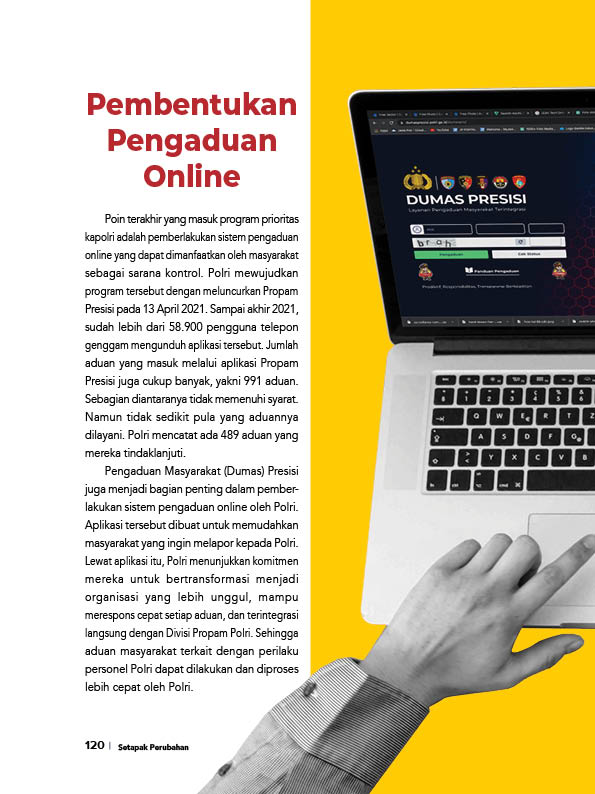 Pembentukan
Pengaduan
Online
Poin terakhir yang masuk program prioritas
kapolri adalah pemberlakukan sistem pengaduan
online yang dapat dimanfaatkan oleh masyarakat
sebagai sarana kontrol. Polri mewujudkan
program tersebut dengan meluncurkan Propam
Presisi pada 13 April 2021. Sampai akhir 2021,
sudah lebih dari 58.900 pengguna telepon
genggam mengunduh aplikasi tersebut. Jumlah
aduan yang masuk melalui aplikasi Propam
Presisi juga cukup banyak, yakni 991 aduan.
Sebagian diantaranya tidak memenuhi syarat.
Namun tidak sedikit pula yang aduannya
dilayani. Polri mencatat ada 489 aduan yang
mereka tindaklanjuti.
Pengaduan Masyarakat (Dumas) Presisi
juga menjadi bagian penting dalam pember-
lakukan sistem pengaduan online oleh Polri.
Aplikasi tersebut dibuat untuk memudahkan
masyarakat yang ingin melapor kepada Polri.
Lewat aplikasi itu, Polri menunjukkan komitmen
mereka untuk bertransformasi menjadi
organisasi yang lebih unggul, mampu
merespons cepat setiap aduan, dan terintegrasi
langsung dengan Divisi Propam Polri. Sehingga
aduan masyarakat terkait dengan perilaku
personel Polri dapat dilakukan dan diproses
lebih cepat oleh Polri.
DUMAS PRESISI
Layanan Pengaduan Masyarakat Terintegrasi
brah
Pengaduan
Cek Status
Panduan Pengaduan
120 | Setapak Perubahan